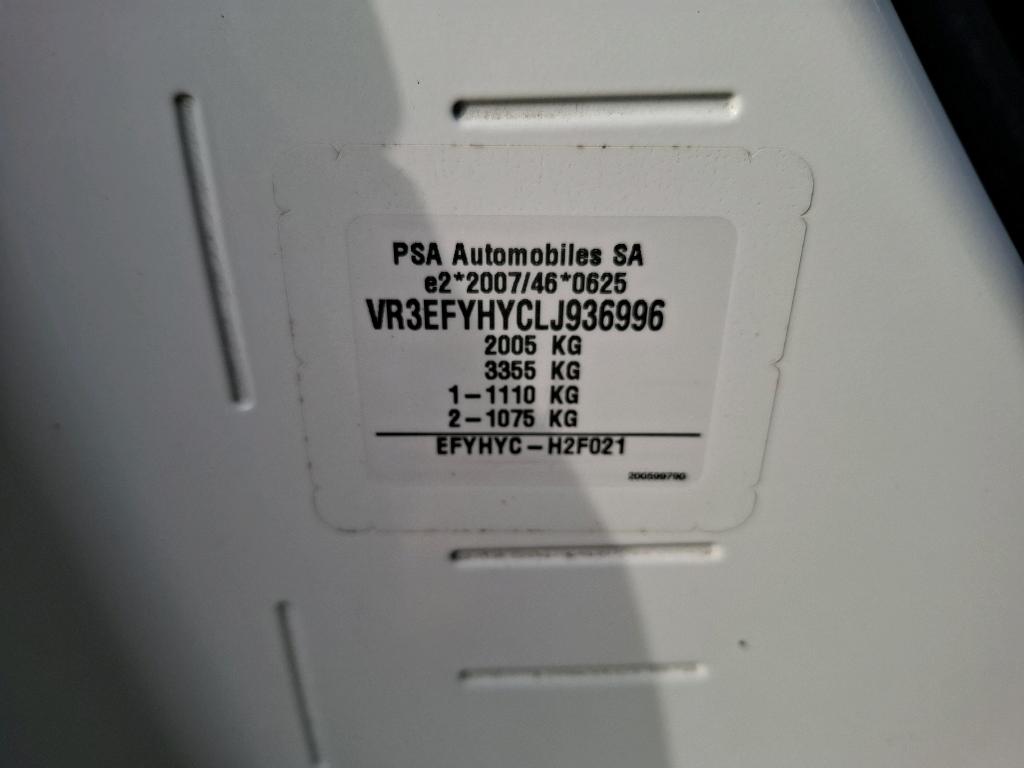 PSA Automobiles SA
e2*2007/46*0625
VR3EFYHYCLJ936996
2005 KG
3355 KG
1-1110 KG
2-1075 KG
EFYHYC-H2F021
200599790